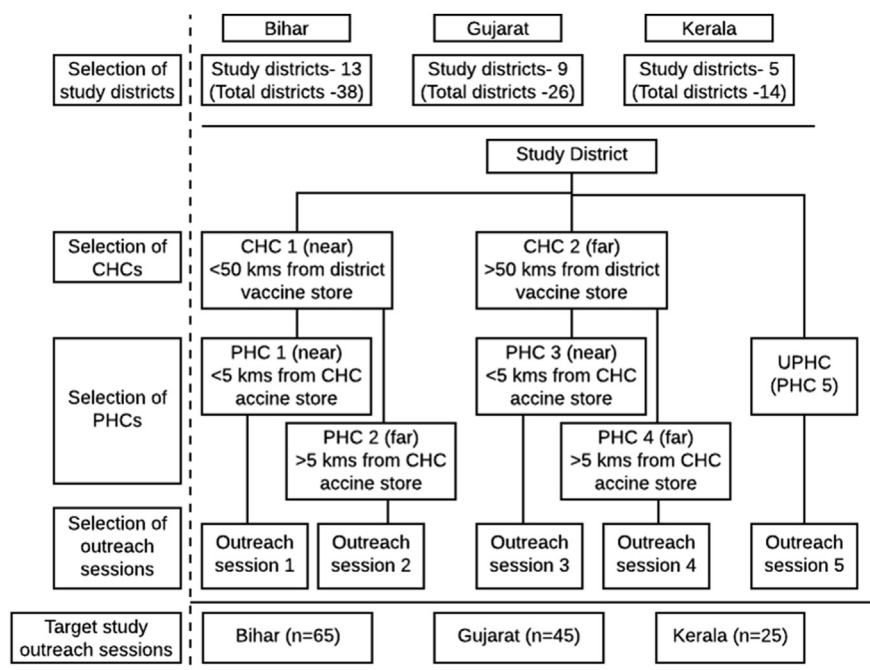 Bihar
Gujarat
Kerala
Selection of
study districts
Study districts- 13
(Total districts -38)
Study districts- 9
(Total districts -26)
Study districts- 5
(Total districts -14)
Study District
Selection of
CHCs
CHC 1 (near)
<50 kms from district
vaccine store
CHC 2 (far)
>50 kms from district
vaccine store
Selection of
PHCs
PHC 1 (near)
<5 kms from CHC
accine store
PHC 3 (near)
<5 kms from CHC
accine store
UPHC
(PHC 5)
PHC 2 (far)
>5 kms from CHC
accine store
PHC 4 (far)
>5 kms from CHC
accine store
Selection of
outreach
sessions
Outreach
session 1
Outreach
session 2
Outreach
session 3
Outreach
session 4
Outreach
session 5
Target study
outreach sessions
Bihar (n=65)
Gujarat (n=45)
Kerala (n=25)